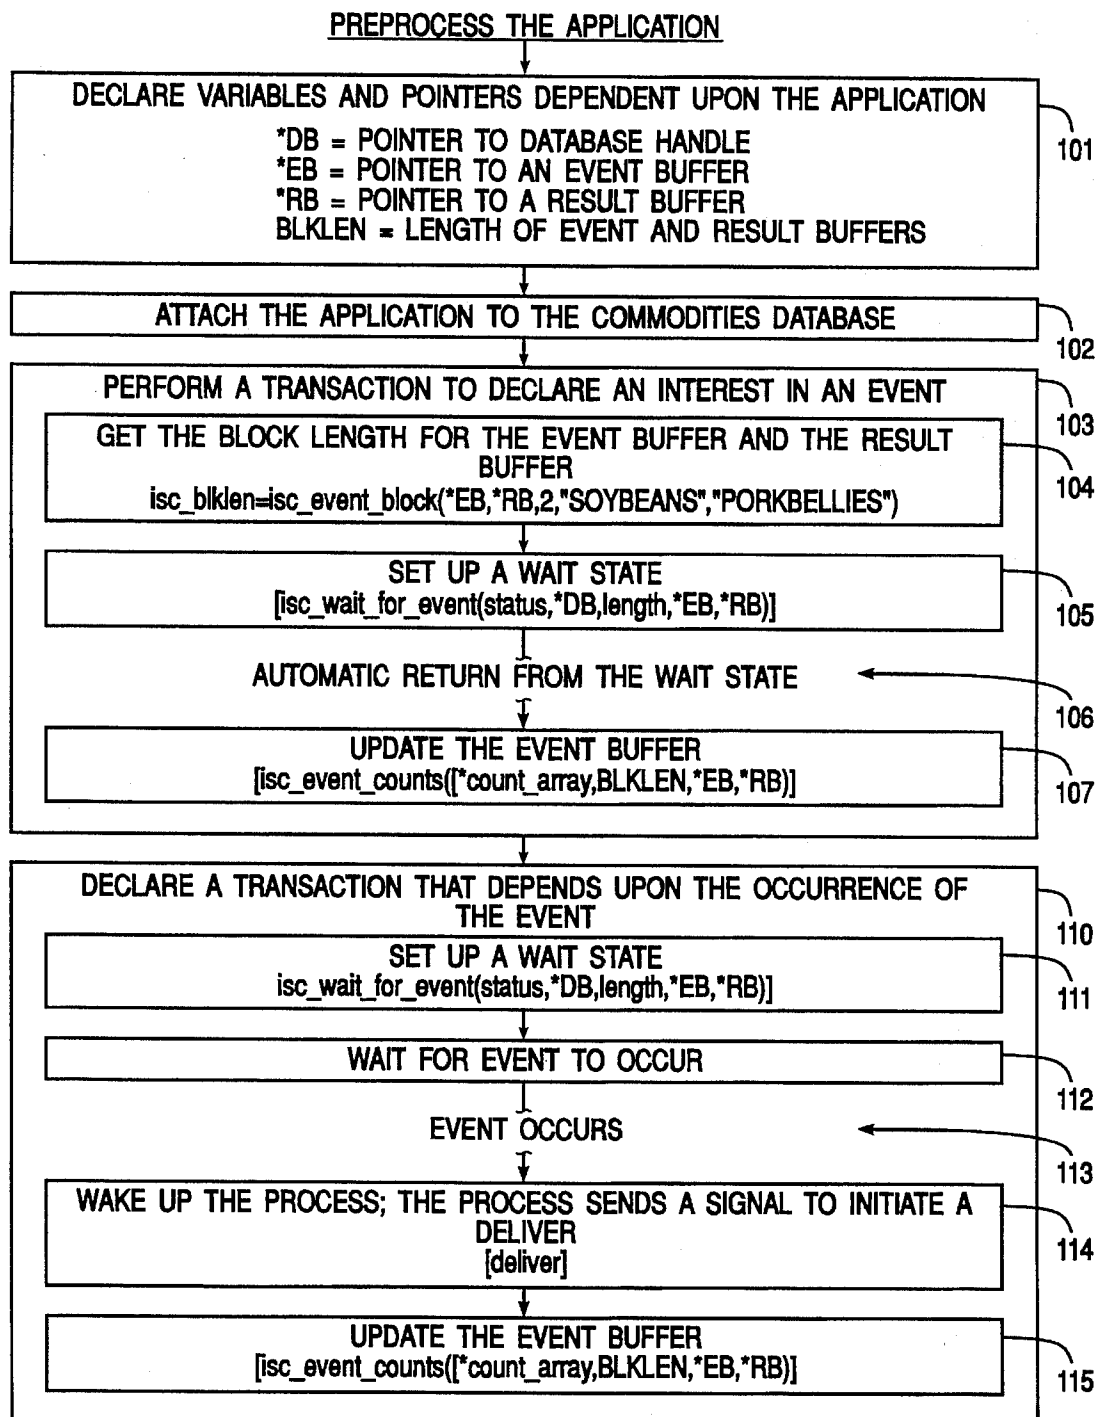 PREPROCESS THE APPLICATION
DECLARE VARIABLES AND POINTERS DEPENDENT UPON THE APPLICATION
*DB = POINTER TO DATABASE HANDLE
*EB = POINTER TO AN EVENT BUFFER
*RB = POINTER TO A RESULT BUFFER
BLKLEN = LENGTH OF EVENT AND RESULT BUFFERS
101
ATTACH THE APPLICATION TO THE COMMODITIES DATABASE
102
PERFORM A TRANSACTION TO DECLARE AN INTEREST IN AN EVENT
103
GET THE BLOCK LENGTH FOR THE EVENT BUFFER AND THE RESULT
BUFFER
isc_blklen=isc_event_block(*EB,*RB,2,"SOYBEANS","PORKBELLIES")
104
SET UP A WAIT STATE
[isc_wait_for_event(status,*DB,length,*EB,*RB)]
105
AUTOMATIC RETURN FROM THE WAIT STATE
106
UPDATE THE EVENT BUFFER
[isc_event_counts([*count_array,BLKLEN,*EB,*RB)]
107
DECLARE A TRANSACTION THAT DEPENDS UPON THE OCCURRENCE OF
THE EVENT
110
SET UP A WAIT STATE
isc_wait_for_event(status,*DB,length,*EB,*RB)]
111
WAIT FOR EVENT TO OCCUR
112
EVENT OCCURS
113
WAKE UP THE PROCESS; THE PROCESS SENDS A SIGNAL TO INITIATE A
DELIVER
[deliver]
114
UPDATE THE EVENT BUFFER
[isc_event_counts([*count_array,BLKLEN,*EB,*RB)]
115